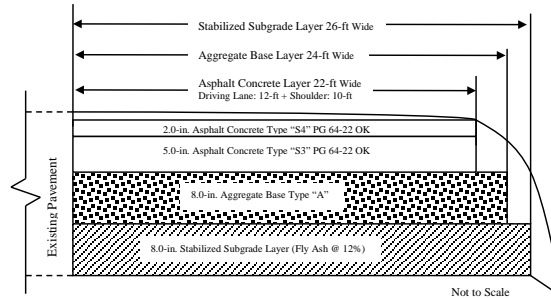 Stabilized Subgrade Layer 26-ft Wide
Aggregate Base Layer 24-ft Wide
Asphalt Concrete Layer 22-ft Wide
Driving Lane: 12-ft + Shoulder: 10-ft
2.0-in. Asphalt Concrete Type “S4” PG 64-22 OK
5.0-in. Asphalt Concrete Type “S3” PG 64-22 OK
Existing Pavement
8.0-in. Aggregate Base Type “A”
8.0-in. Stabilized Subgrade Layer (Fly Ash @ 12%)
Not to Scale